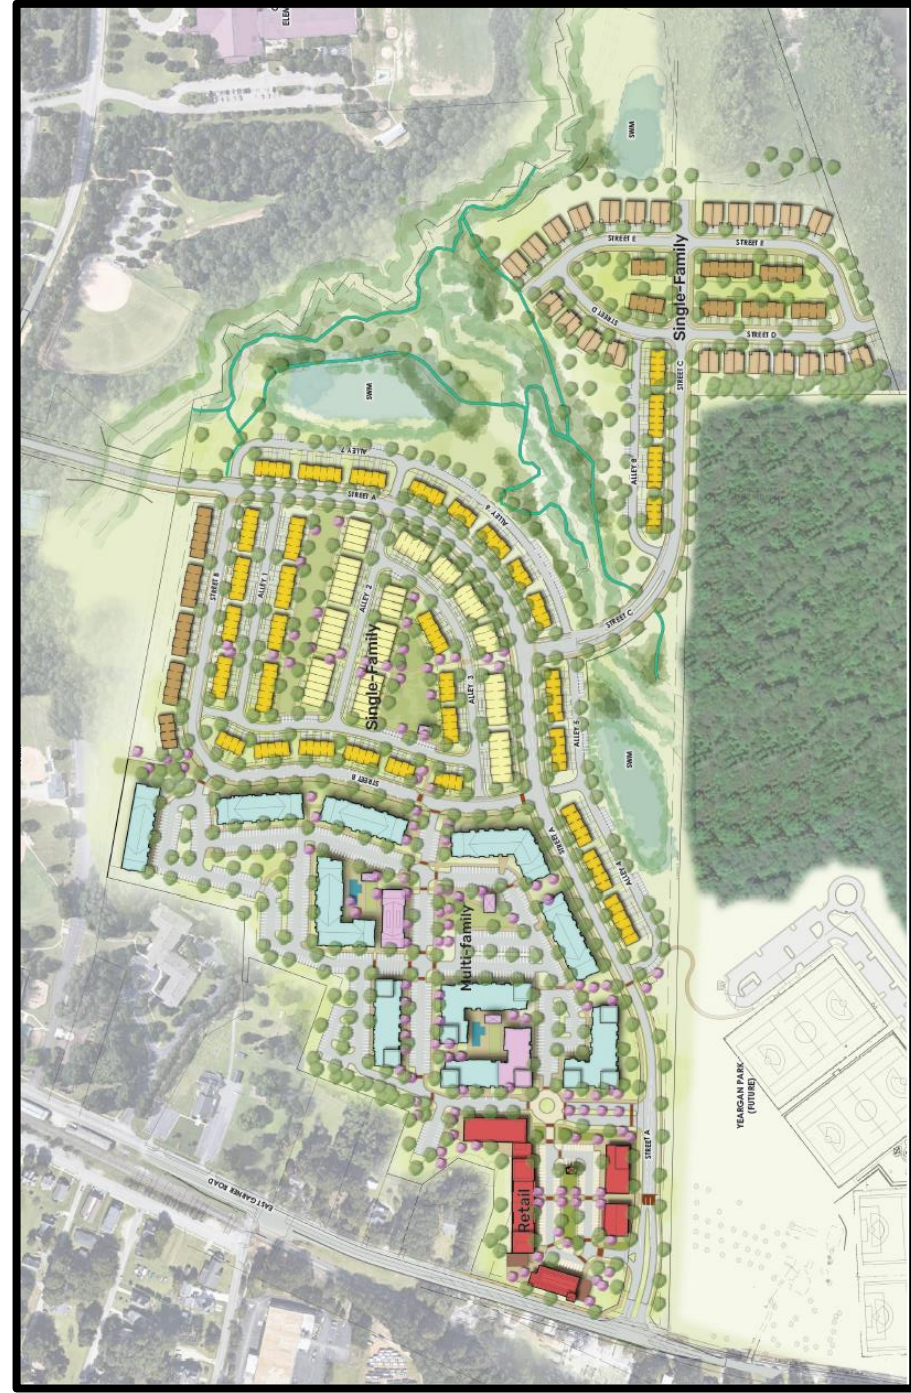 ELEM
SWM
STREET E
STREET E
Single-Family
STREET D
STREET D
STREET C
SWM
ALLEY 7
STREET A
ALLEY 8
ALLEY 6
STREET B
ALLEY 1
ALLEY 2
STREET C
Single-Family
ALLEY 3
ALLEY 5
SWM
STREET B
STREET A
ALLEY 4
Multi-family
YEARGAN PARK
(FUTURE)
STREET A
EAST GARNER ROAD
Retail